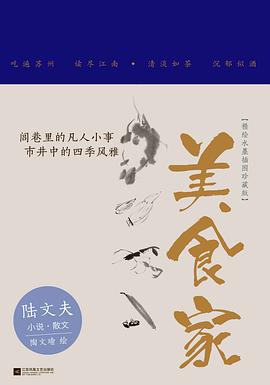 吃遍苏州 读尽江南 • 清淡如茶 沉郁似酒
闾巷里的凡人小事
市井中的四季风雅
【精绘水墨插图珍藏版】
美食家
陆文夫
小说·散文
陶文瑜 绘
江苏凤凰文艺出版社